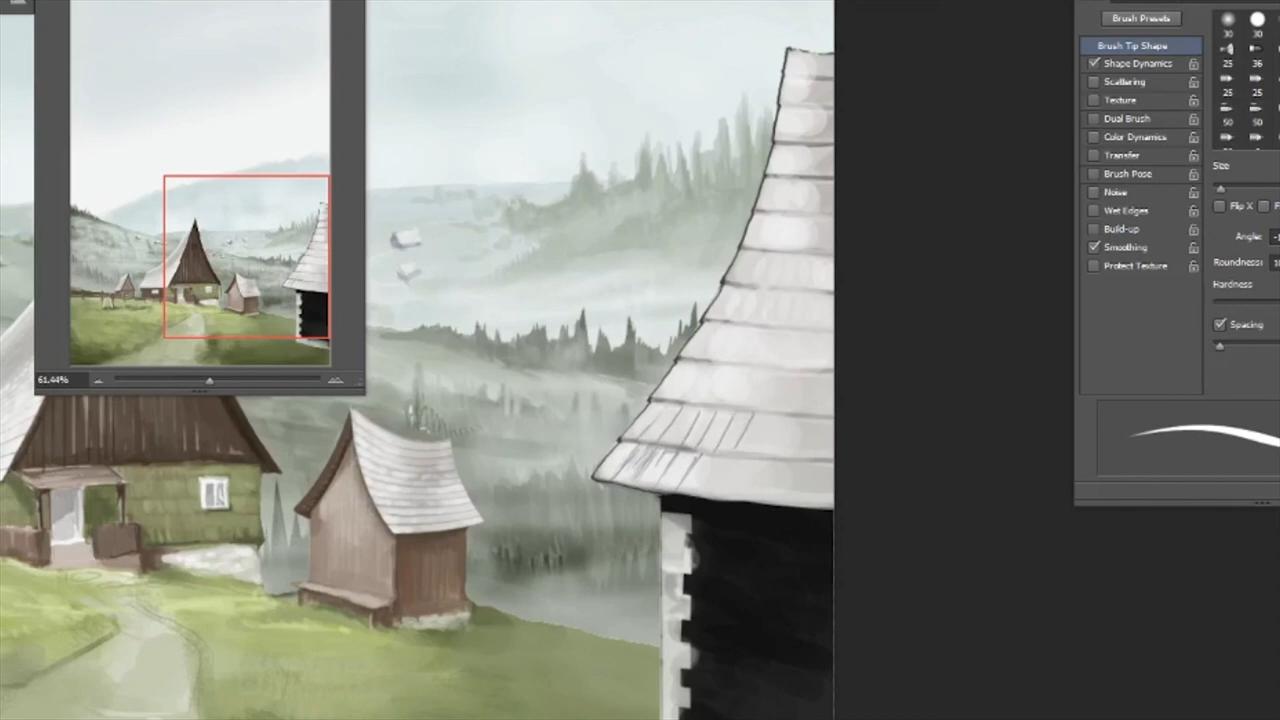 Brush Presets
Brush Tip Shape
Shape Dynamics
Scattering
Texture
Dual Brush
Color Dynamics
Transfer
Brush Pose
Noise
Wet Edges
Build-up
Smoothing
Protect Texture
30 30
25 36
25 25
50 50
Size
Flip X
Angle:
Roundness:
Hardness
Spacing
61.44%